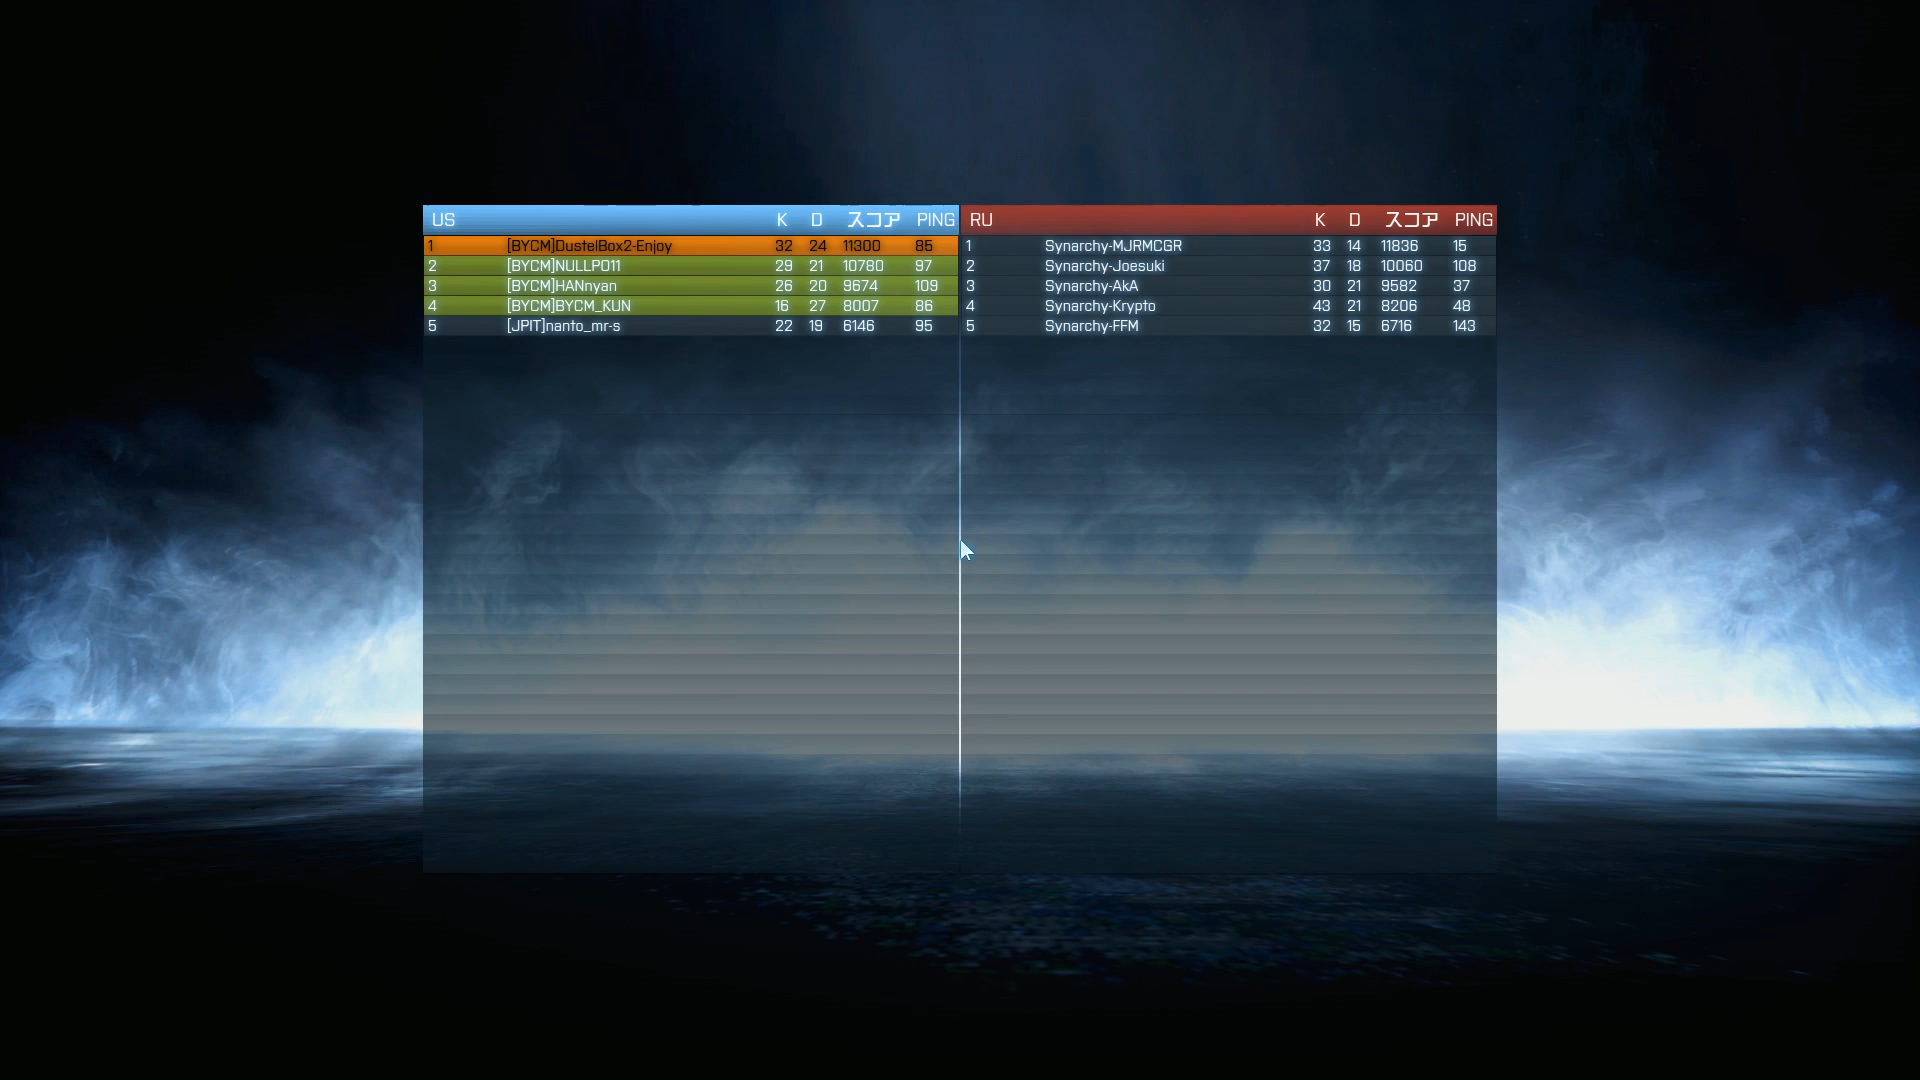 US K D スコア PING
1 [BYCM]DustelBox2-Enjoy 32 24 11300 85
2 [BYCM]NULLPO11 29 21 10780 97
3 [BYCM]HANnyan 26 20 9674 109
4 [BYCM]BYCM_KUN 16 27 8007 86
5 [JPIT]nanto_mr-s 22 19 6146 95
RU K D スコア PING
1 Synarchy-MJRMCGR 33 14 11836 15
2 Synarchy-Joesuki 37 18 10060 108
3 Synarchy-AkA 30 21 9582 37
4 Synarchy-Krypto 43 21 8206 48
5 Synarchy-FFM 32 15 6716 143